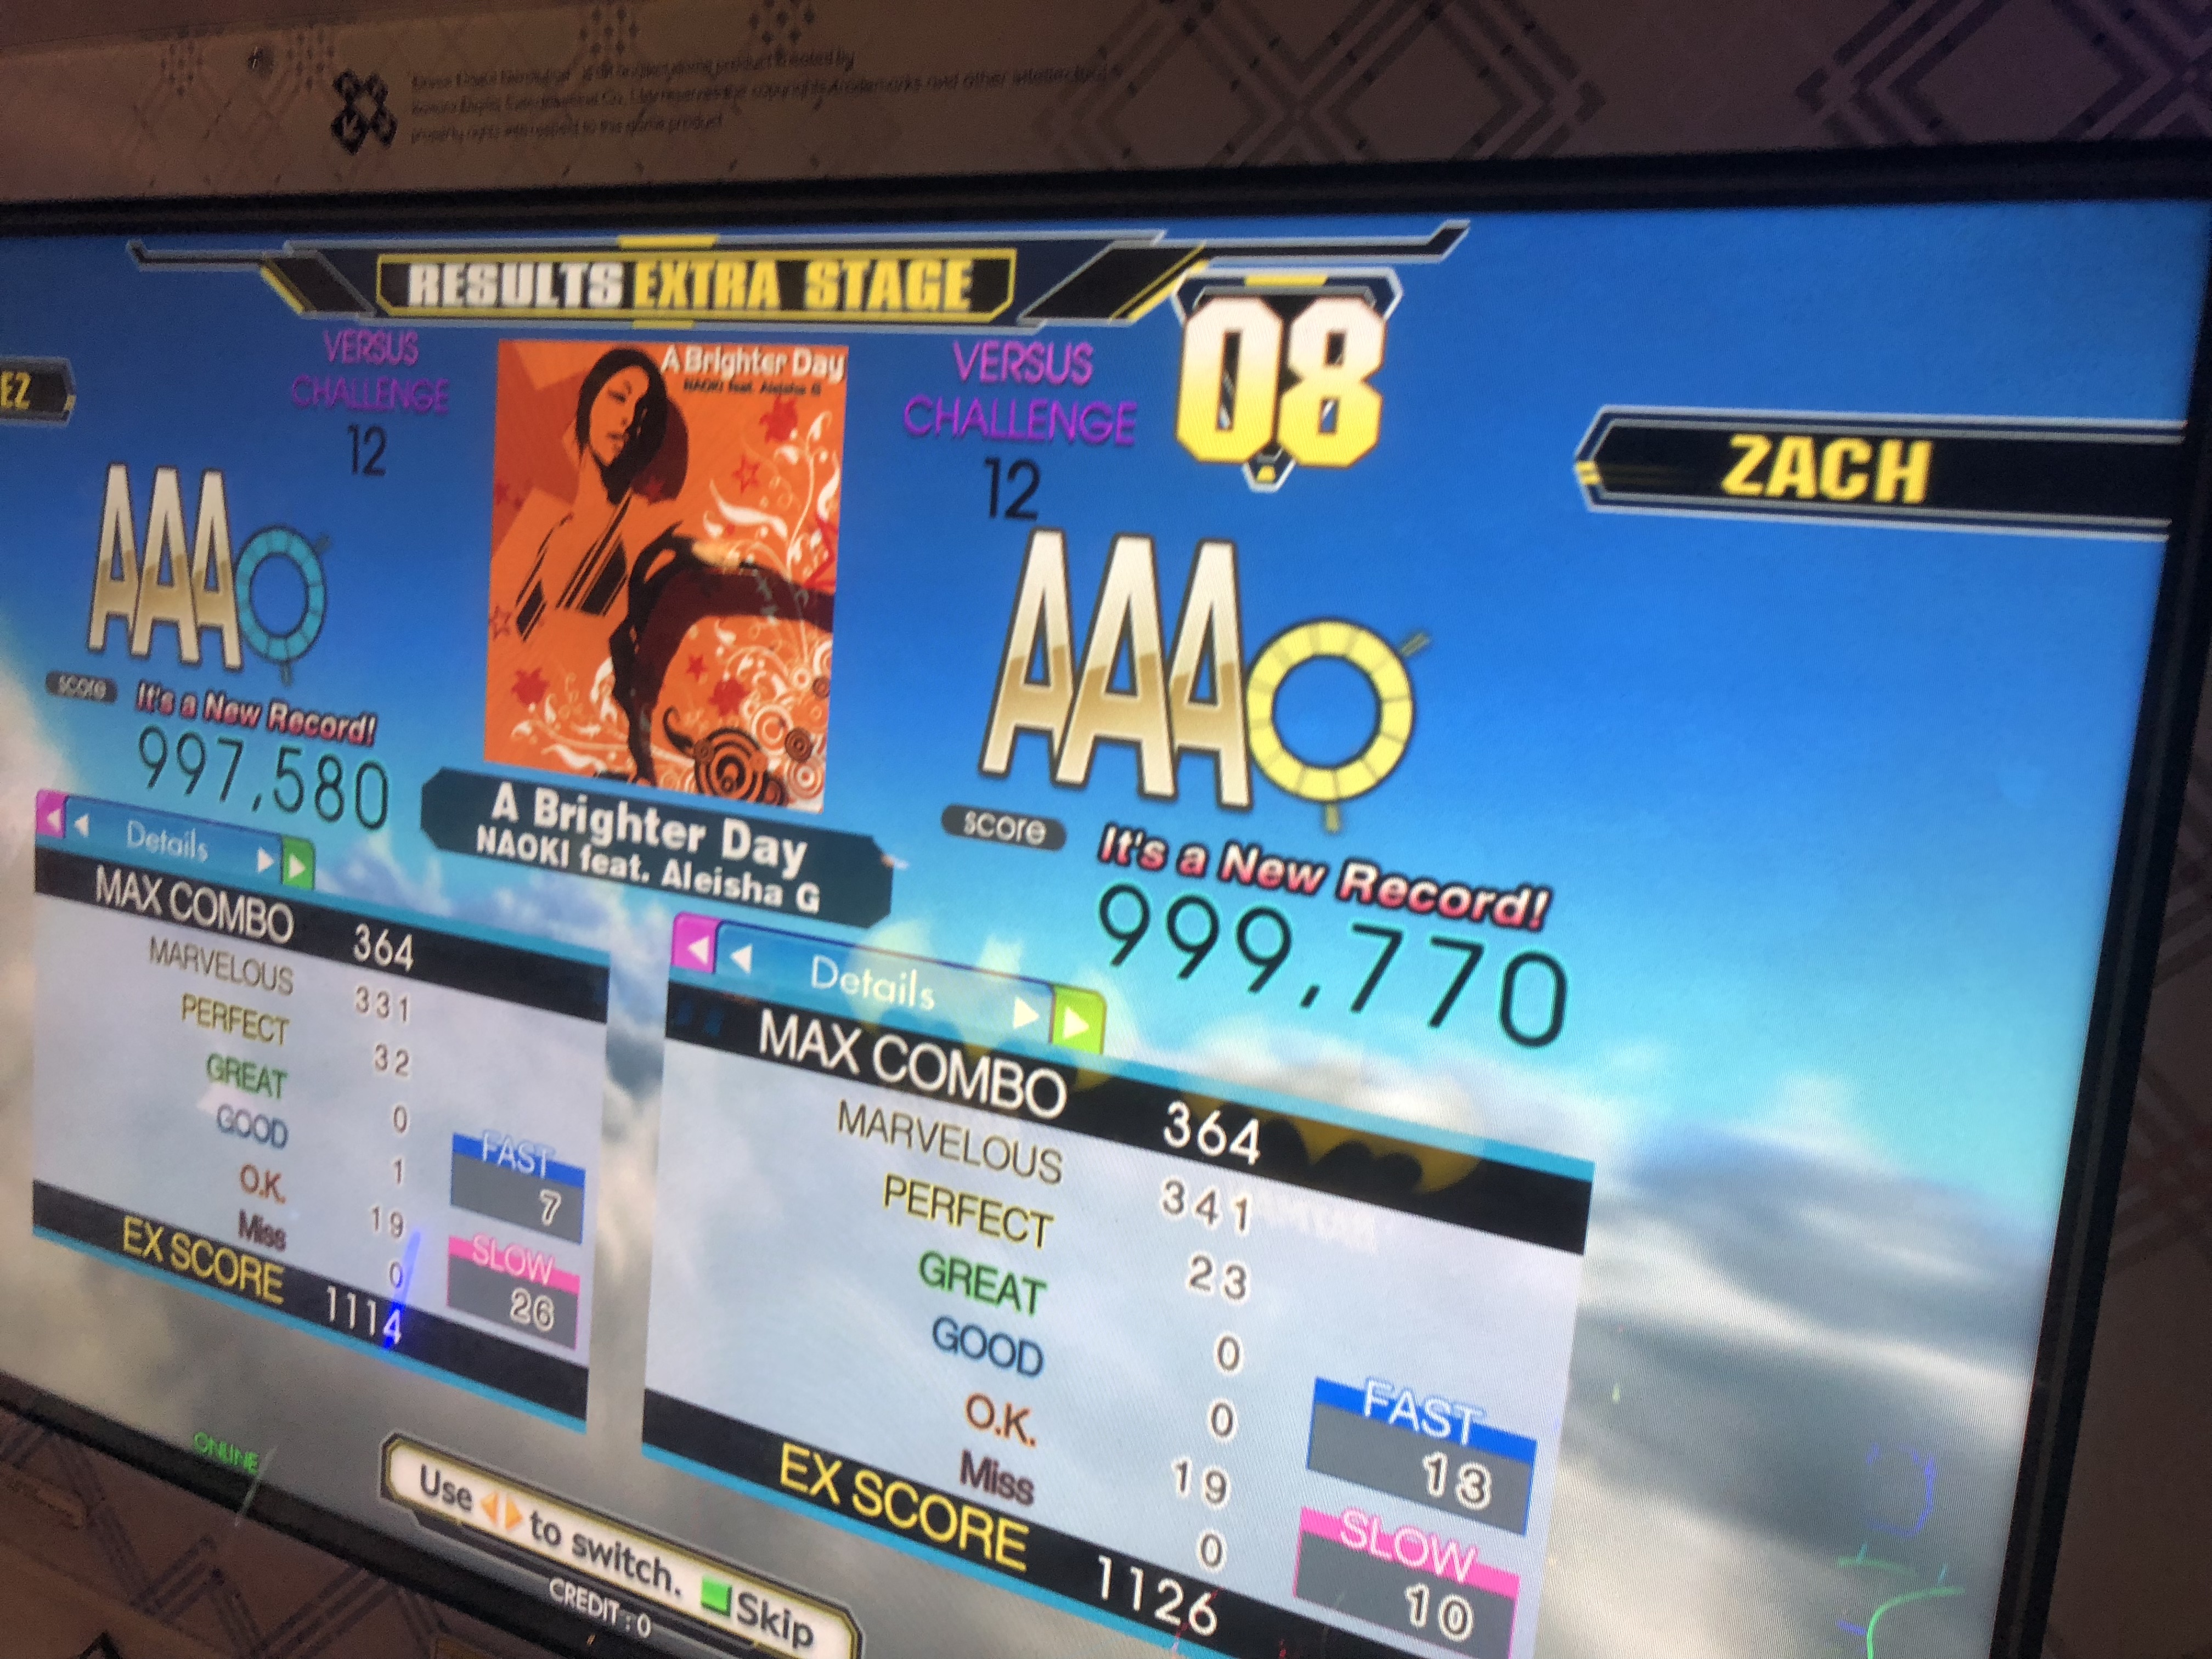 RESULTS EXTRA STAGE
08
EZ
VERSUS
CHALLENGE
12
A Brighter Day
NAOKI feat. Aleisha G
VERSUS
CHALLENGE
12
ZACH
AAA
AAA
score
It's a New Record!
997,580
A Brighter Day
NAOKI feat. Aleisha G
score
It's a New Record!
999,770
Details
MAX COMBO 364
MARVELOUS 331
PERFECT 32
GREAT 0
GOOD 1
O.K. 19
Miss 0
EX SCORE 1114
FAST
7
SLOW
26
Details
MAX COMBO 364
MARVELOUS 341
PERFECT 23
GREAT 0
GOOD 0
O.K. 19
Miss 0
EX SCORE 1126
FAST
13
SLOW
10
ONLINE
Use to switch. Skip
CREDIT : 0